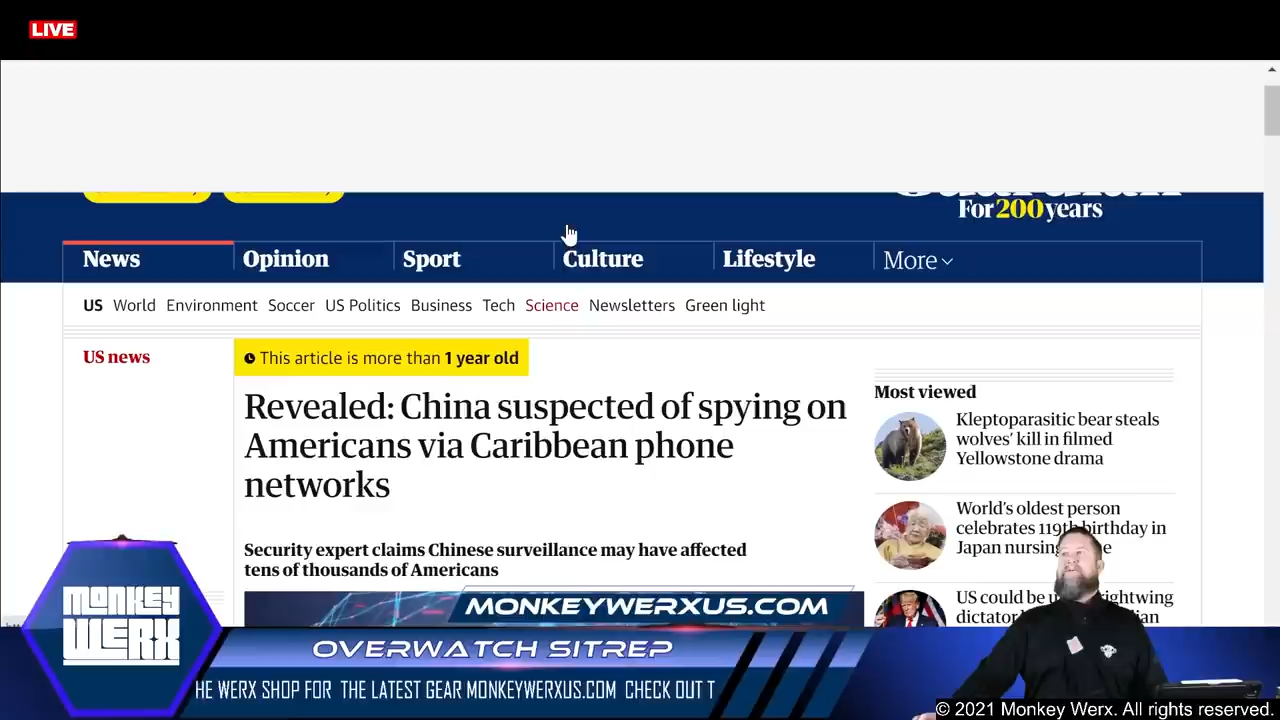 LIVE
For 200 years
News
Opinion
Sport
Culture
Lifestyle
More
US World Environment Soccer US Politics Business Tech Science Newsletters Green light
US news
This article is more than 1 year old
Revealed: China suspected of spying on
Americans via Caribbean phone
networks
Security expert claims Chinese surveillance may have affected
tens of thousands of Americans
Most viewed
Kleptoparasitic bear steals
wolves' kill in filmed
Yellowstone drama
World's oldest person
celebrates 119th birthday in
Japan nursing
US could be rightwing
dictator
MONKEYWERXUS.COM
MONKEY
WERX
OVERWATCH SITREP
HE WERX SHOP FOR THE LATEST GEAR MONKEYWERXUS.COM CHECK OUT T
© 2021 Monkey Werx. All rights reserved.